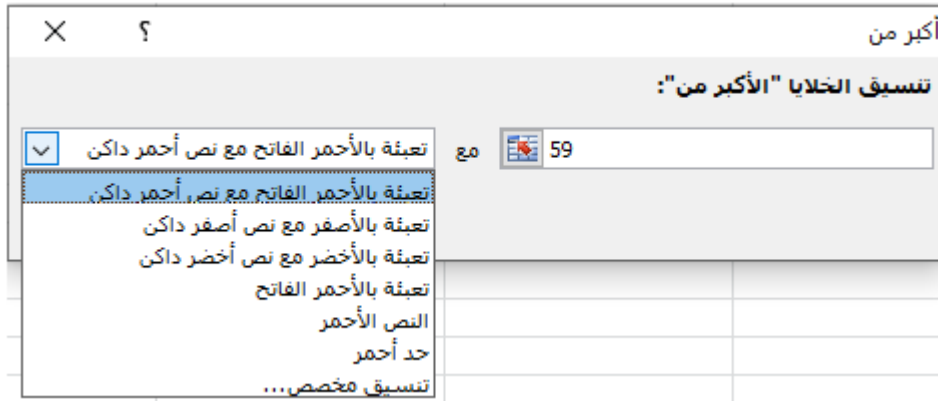 أكبر من ؟
تنسيق الخلايا "الأكبر من":
59 مع تعبئة بالأحمر الفاتح مع نص أحمر داكن
تعبئة بالأحمر الفاتح مع نص أحمر داكن
تعبئة بالأصفر مع نص أصفر داكن
تعبئة بالأخضر مع نص أخضر داكن
تعبئة بالأحمر الفاتح
النص الأحمر
حد أحمر
تنسيق مخصص...